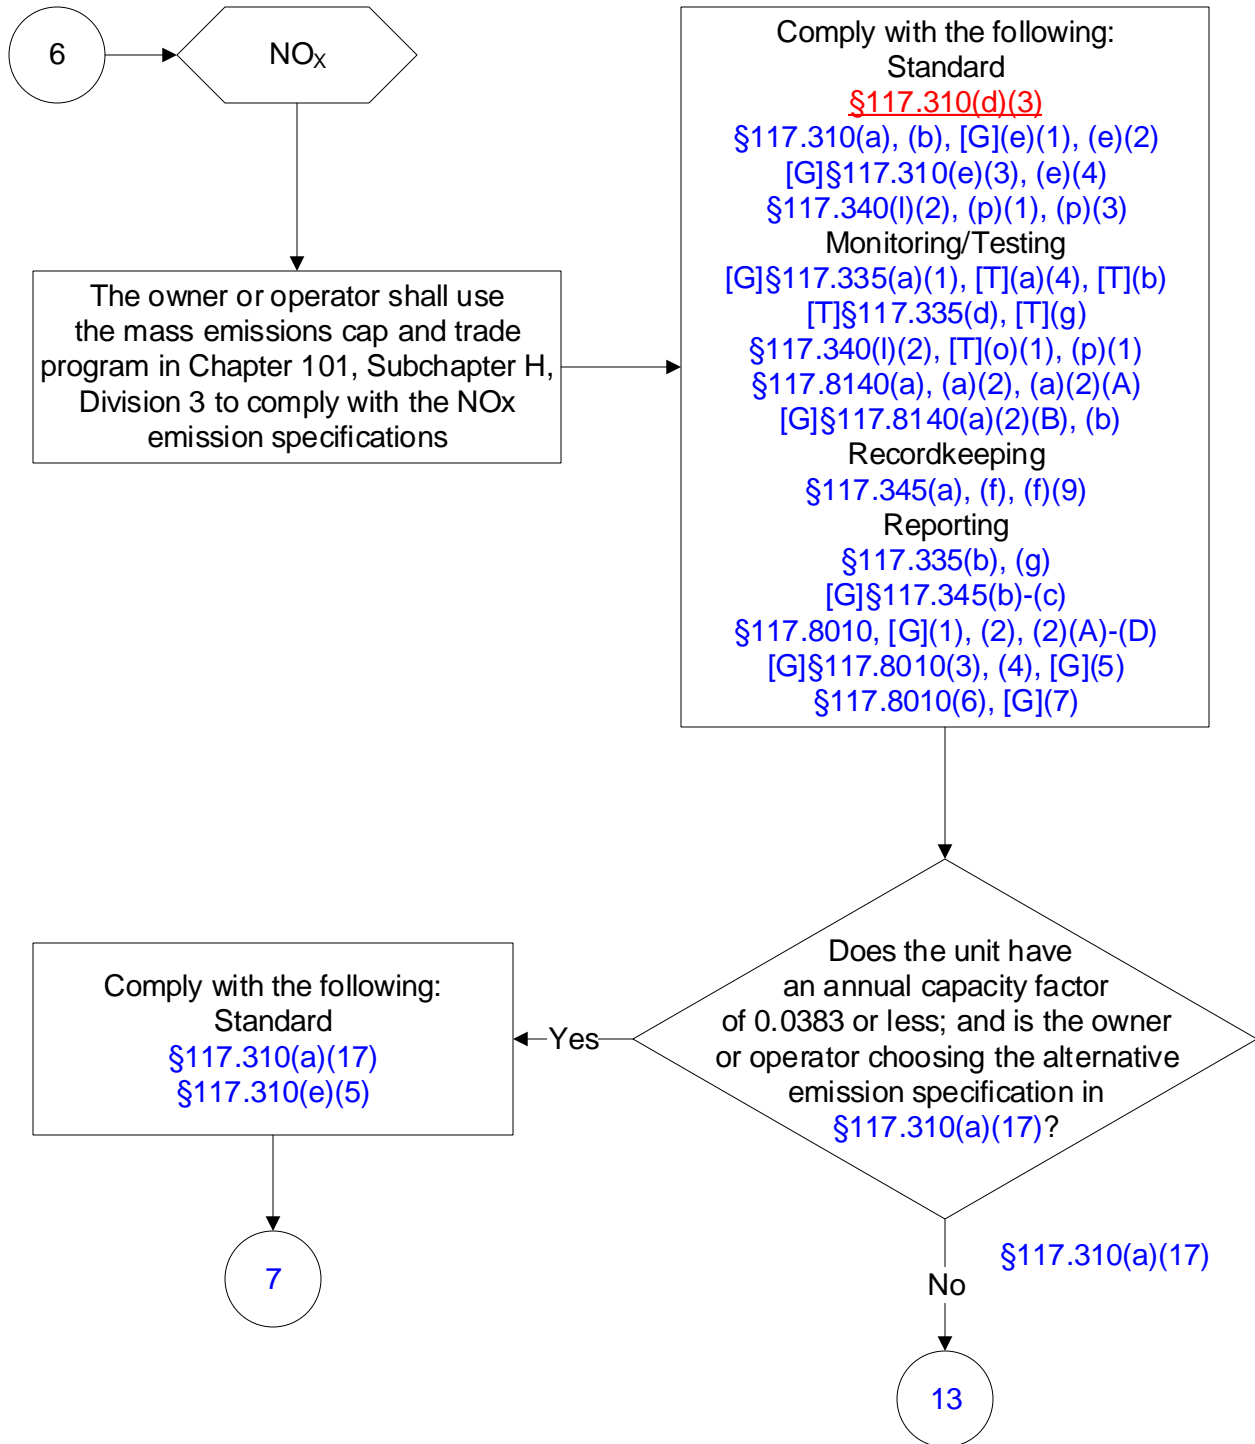 6
NOX
The owner or operator shall use
the mass emissions cap and trade
program in Chapter 101, Subchapter H,
Division 3 to comply with the NOx
emission specifications
Comply with the following:
Standard
§117.310(d)(3)
§117.310(a), (b), [G](e)(1), (e)(2)
[G]§117.310(e)(3), (e)(4)
§117.340(l)(2), (p)(1), (p)(3)
Monitoring/Testing
[G]§117.335(a)(1), [T](a)(4), [T](b)
[T]§117.335(d), [T](g)
§117.340(l)(2), [T](o)(1), (p)(1)
§117.8140(a), (a)(2), (a)(2)(A)
[G]§117.8140(a)(2)(B), (b)
Recordkeeping
§117.345(a), (f), (f)(9)
Reporting
§117.335(b), (g)
[G]§117.345(b)-(c)
§117.8010, [G](1), (2), (2)(A)-(D)
[G]§117.8010(3), (4), [G](5)
§117.8010(6), [G](7)
Does the unit have
an annual capacity factor
of 0.0383 or less; and is the owner
or operator choosing the alternative
emission specification in
§117.310(a)(17)?
Yes
Comply with the following:
Standard
§117.310(a)(17)
§117.310(e)(5)
7
§117.310(a)(17)
No
13